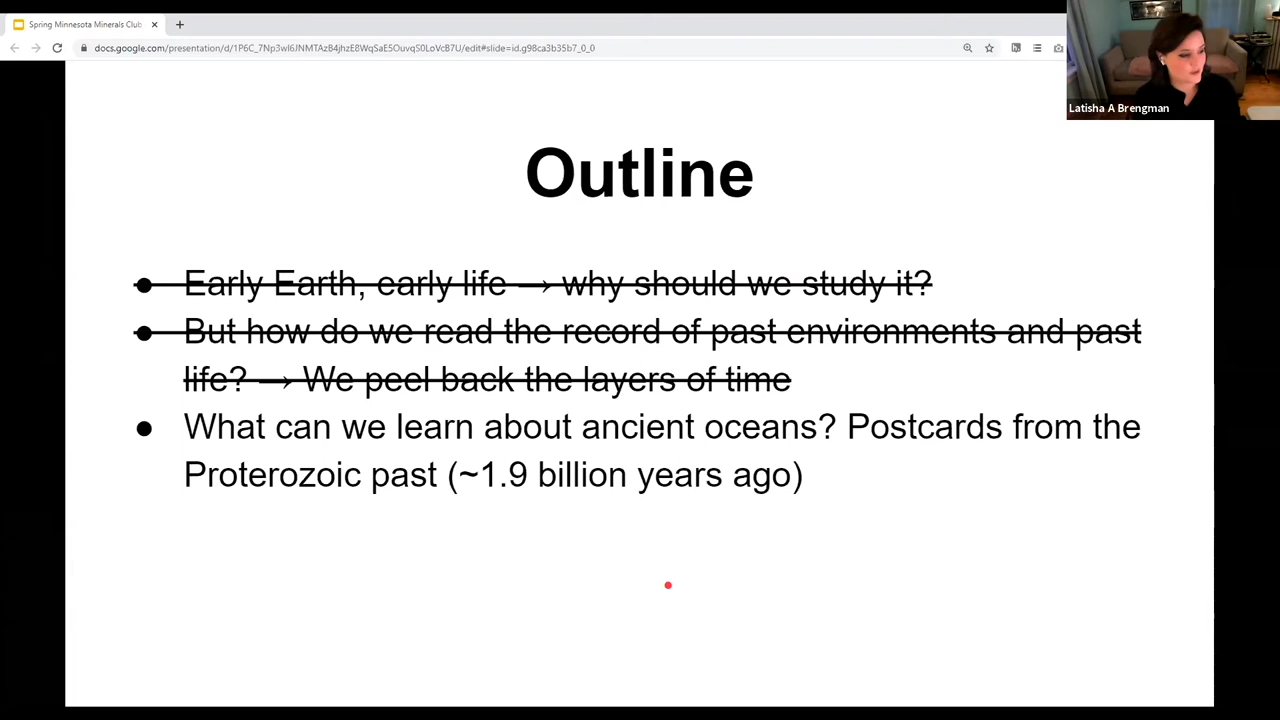 Spring Minnesota Minerals Club
docs.google.com/presentation/d/1P6C_7Np3wI6JNMTAzB4jhzE8WqSaE5OuvqS0LoVcB7U/edit#slide=id.g98ca3b35b7_0_0
Latisha A Brengman
Outline
● Early Earth, early life → why should we study it?
● But how do we read the record of past environments and past
life? → We peel back the layers of time
● What can we learn about ancient oceans? Postcards from the
Proterozoic past (~1.9 billion years ago)